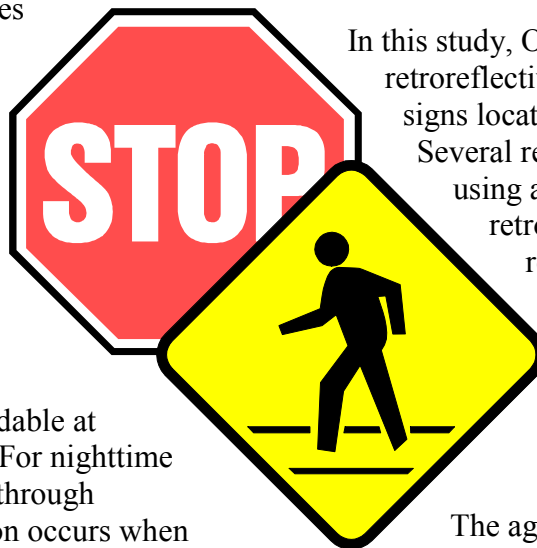 es
STOP
dable at
For nighttime
through
on occurs when
In this study, O
retroreflectiv
signs locat
Several re
using a
retro
r
The ag